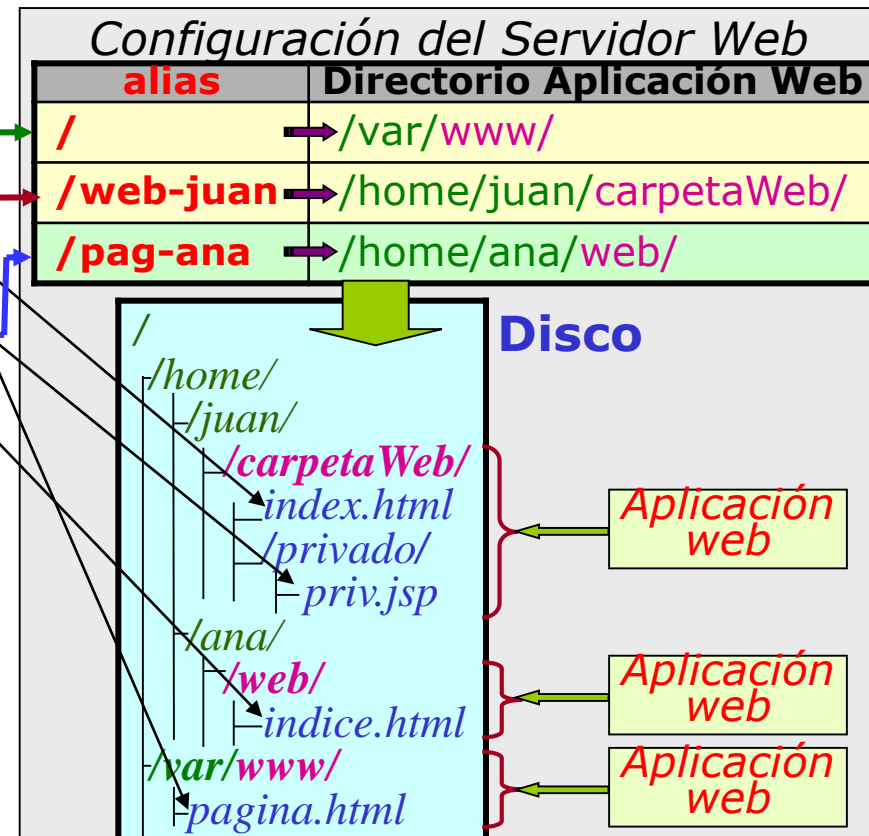 Configuración del Servidor Web
alias Directorio Aplicación Web
/ /var/www/
/web-juan /home/juan/carpetaWeb/
/pag-ana /home/ana/web/
Disco
/
/home/
/juan/
/carpetaWeb/
index.html
/privado/
priv.jsp
Aplicación
web
/ana/
/web/
indice.html
Aplicación
web
/var/www/
pagina.html
Aplicación
web